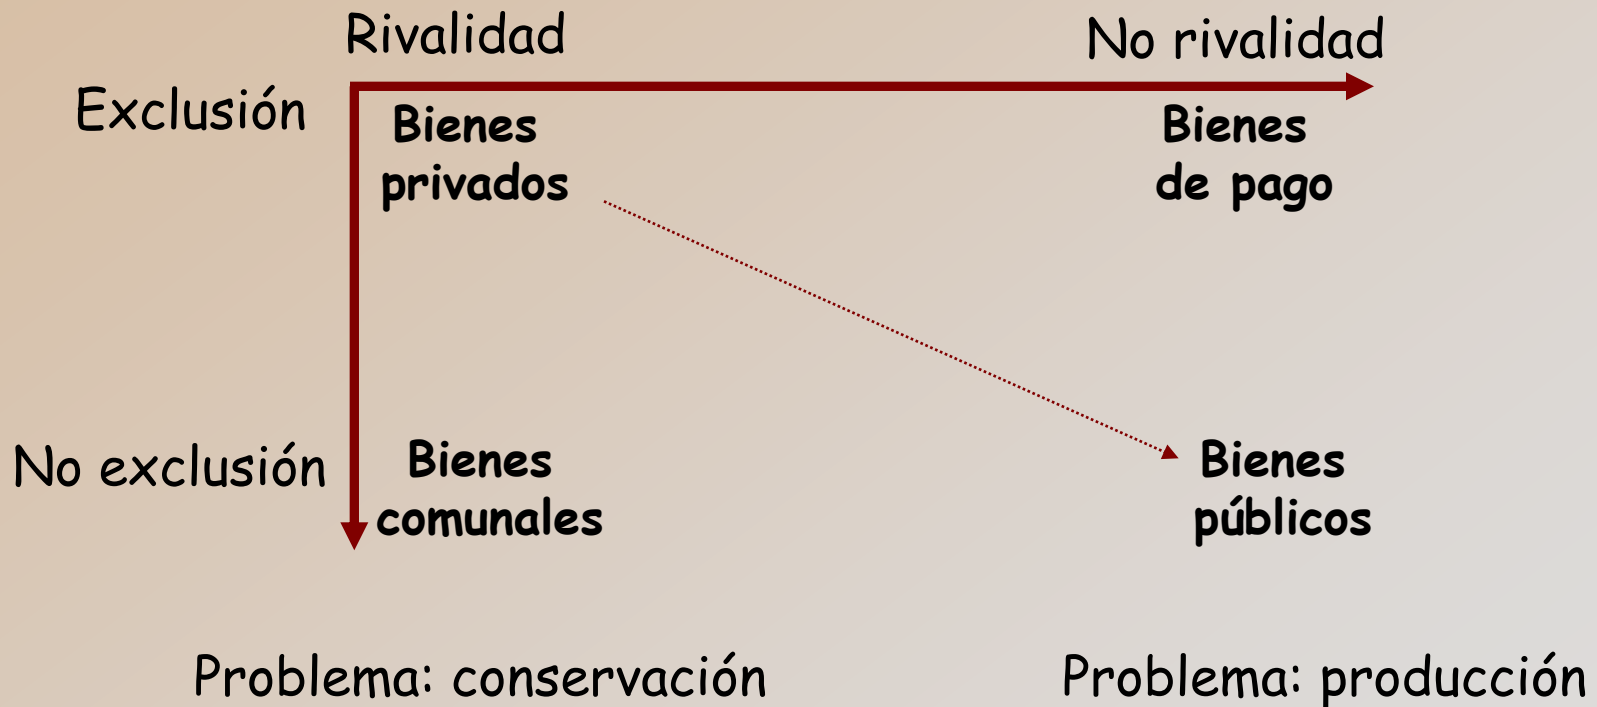 Rivalidad
No rivalidad
Exclusión
Bienes
privados
Bienes
de pago
No exclusión
Bienes
comunales
Bienes
públicos
Problema: conservación
Problema: producción